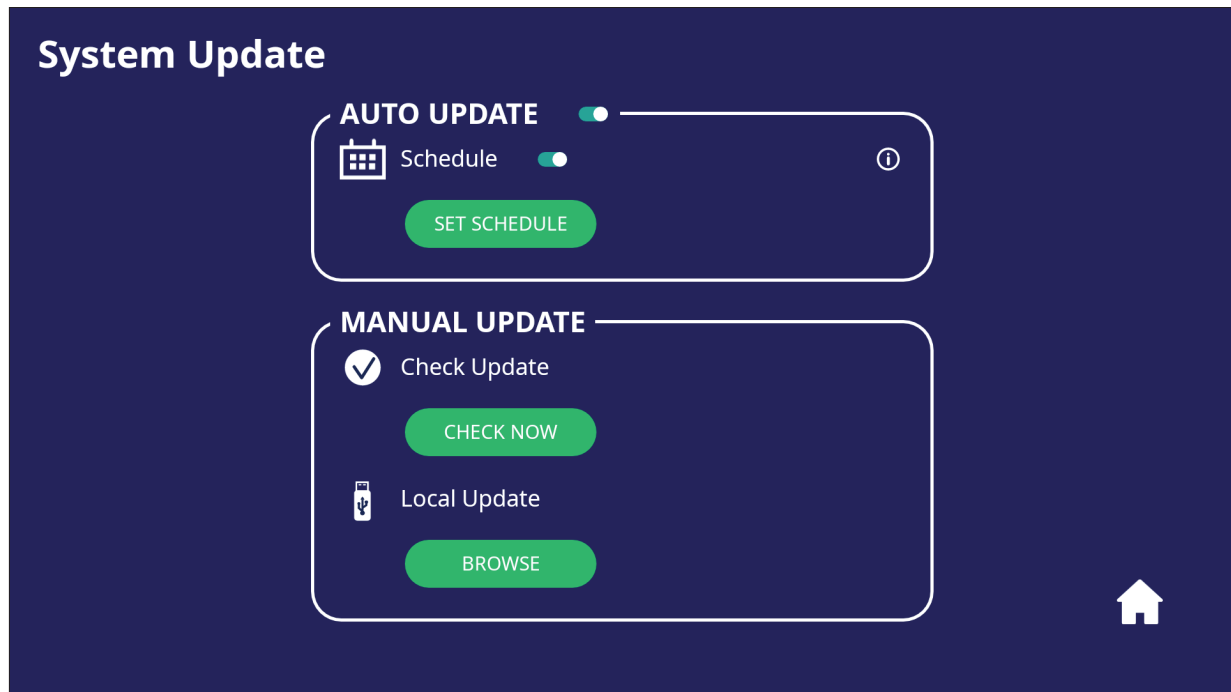 System Update
AUTO UPDATE
Schedule
SET SCHEDULE
MANUAL UPDATE
Check Update
CHECK NOW
Local Update
BROWSE